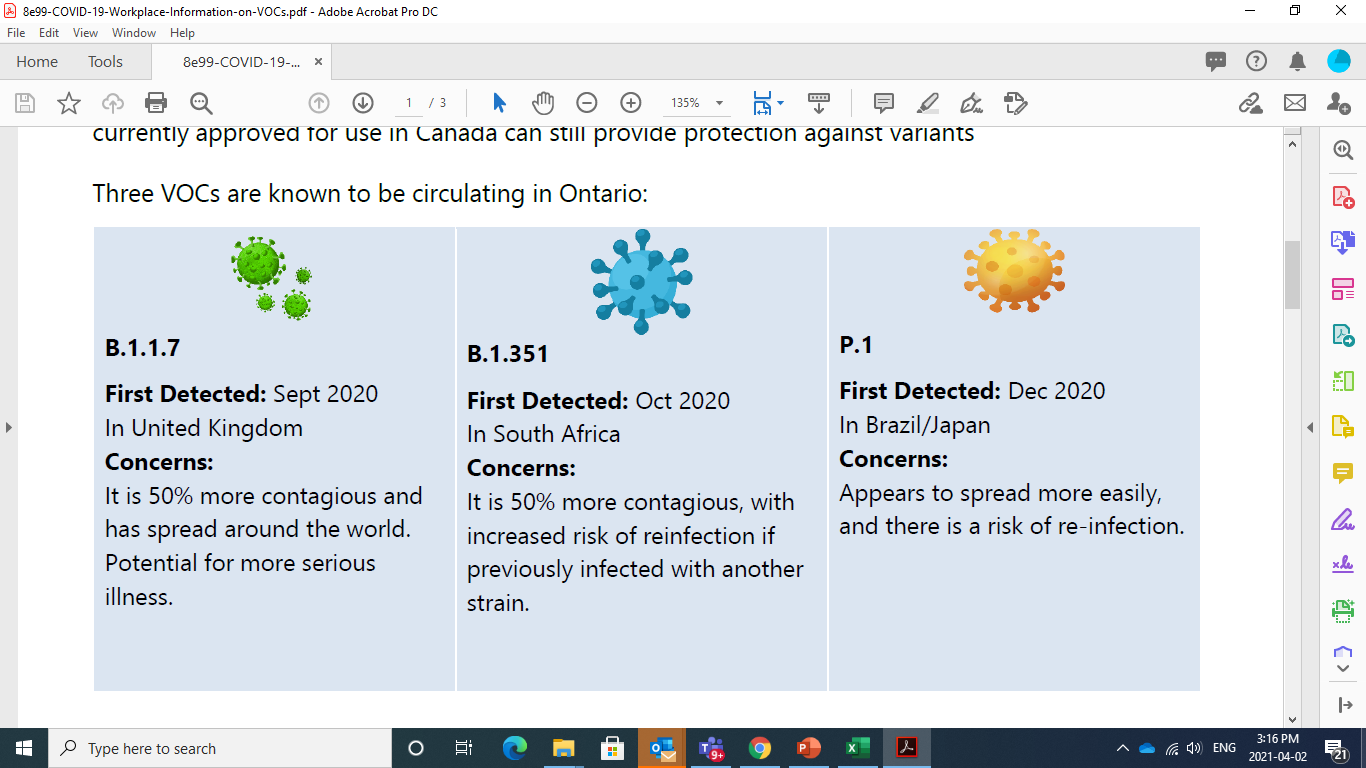 8e99-COVID-19-Workplace-Information-on-VOCs.pdf - Adobe Acrobat Pro DC
File Edit View Window Help
Home Tools 8e99-COVID-19-... ×
1 / 3 135%
currently approved for use in Canada can still provide protection against variants
Three VOCs are known to be circulating in Ontario:
B.1.1.7
First Detected: Sept 2020
In United Kingdom
Concerns:
It is 50% more contagious and
has spread around the world.
Potential for more serious
illness.
B.1.351
First Detected: Oct 2020
In South Africa
Concerns:
It is 50% more contagious, with
increased risk of reinfection if
previously infected with another
strain.
P.1
First Detected: Dec 2020
In Brazil/Japan
Concerns:
Appears to spread more easily,
and there is a risk of re-infection.
Type here to search
9+
ENG
3:16 PM
2021-04-02
21